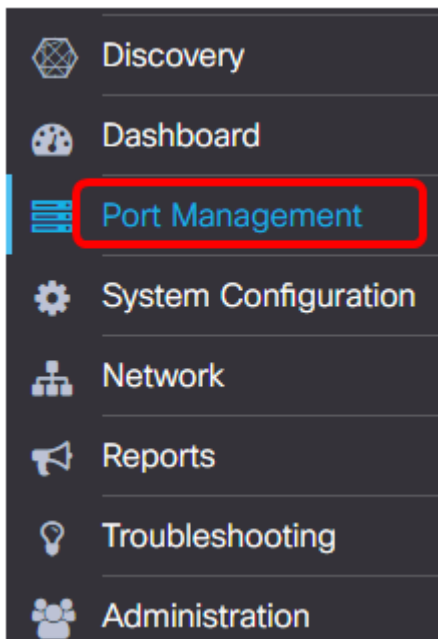 Discovery
Dashboard
Port Management
System Configuration
Network
Reports
Troubleshooting
Administration